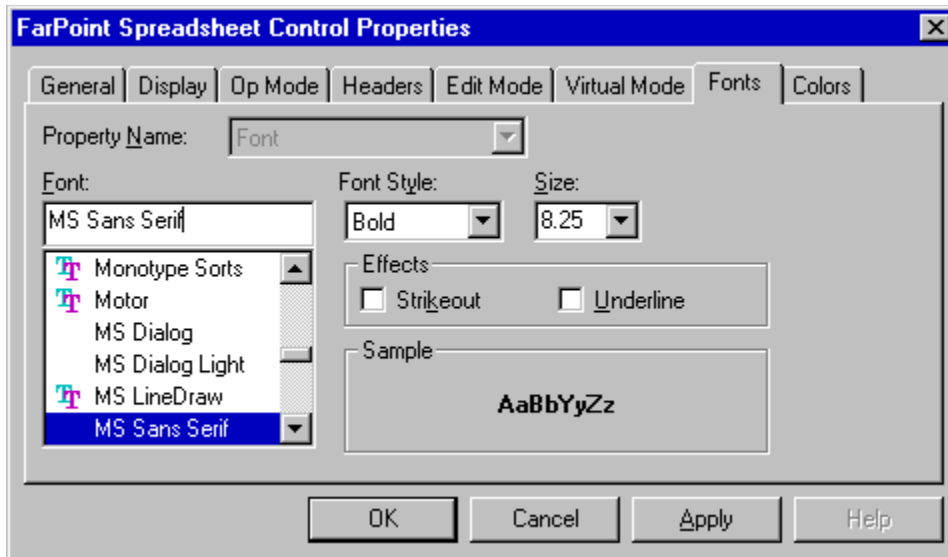 FarPoint Spreadsheet Control Properties
General Display Op Mode Headers Edit Mode Virtual Mode Fonts Colors
Property Name: Font
Font: Font Style: Size:
MS Sans Serif Bold 8.25
Monotype Sorts
Motor
MS Dialog
MS Dialog Light
MS LineDraw
MS Sans Serif
Effects
Strikeout Underline
Sample
AaBbYyZz
OK Cancel Apply Help